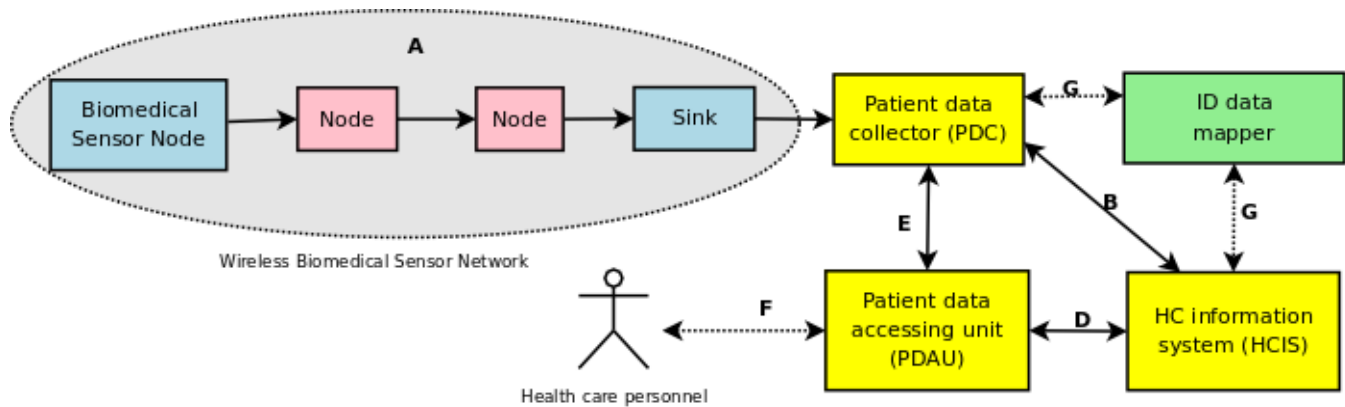 A
Biomedical
Sensor Node
Node
Node
Sink
Patient data
collector (PDC)
G
ID data
mapper
B
E
G
Wireless Biomedical Sensor Network
F
Patient data
accessing unit
(PDAU)
D
HC information
system (HCIS)
Health care personnel